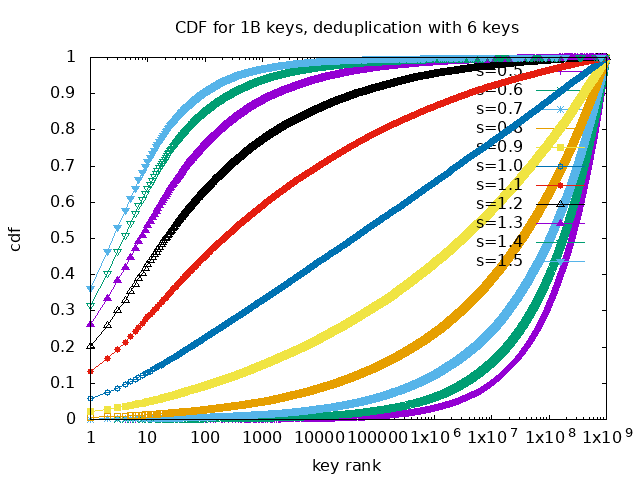 CDF for 1B keys, deduplication with 6 keys
1
0.9
0.8
0.7
0.6
0.5
0.4
0.3
0.2
0.1
0
cdf
s=0.5
s=0.6
s=0.7
s=0.8
s=0.9
s=1.0
s=1.1
s=1.2
s=1.3
s=1.4
s=1.5
1 10 100 1000 10000 100000 1x10^6 1x10^7 1x10^8 1x10^9
key rank